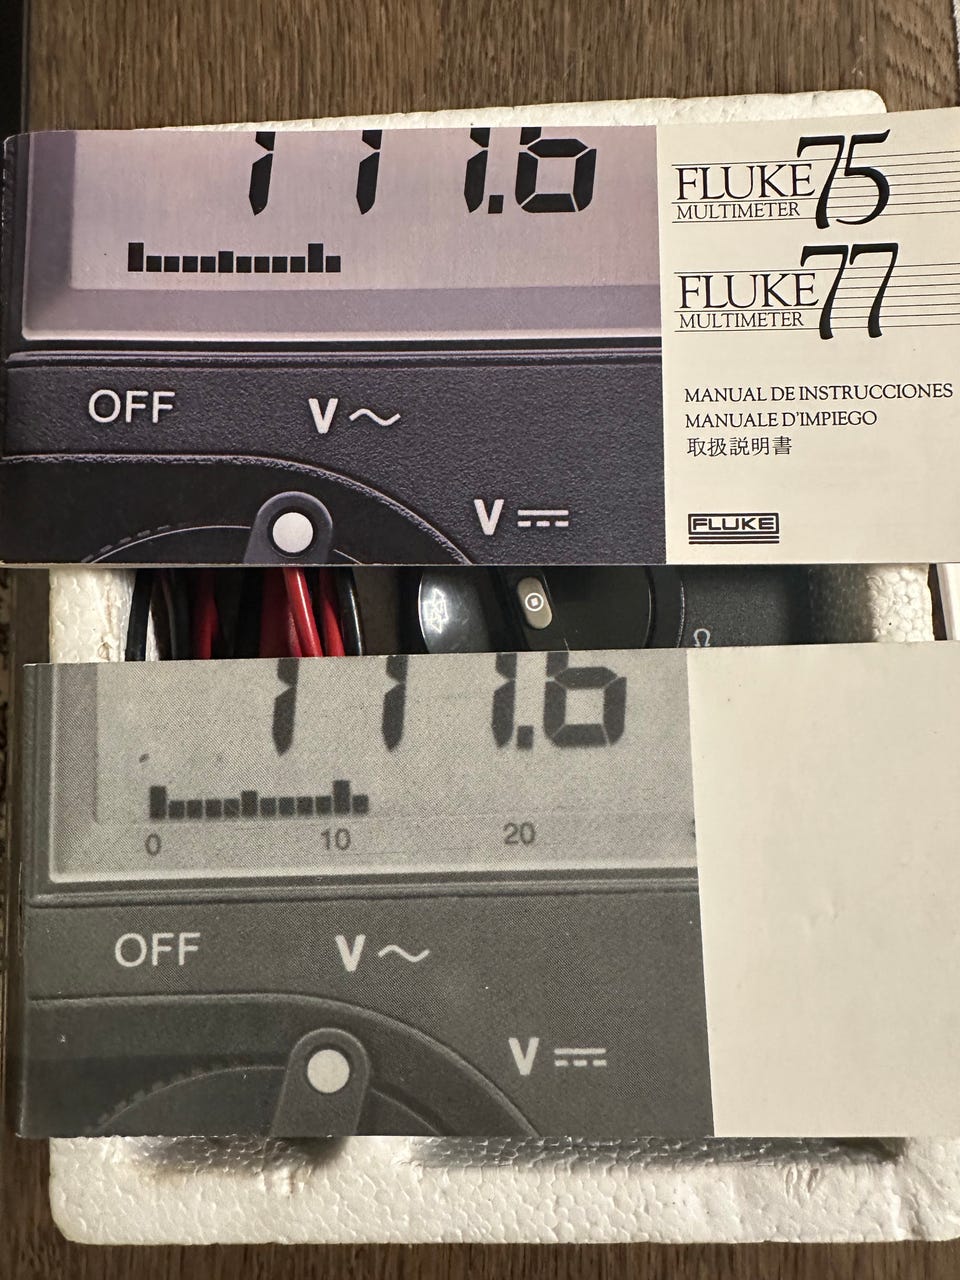 111.6
FLUKE 75
MULTIMETER
FLUKE 77
MULTIMETER
OFF
V~
MANUAL DE INSTRUCCIONES
MANUALE D'IMPIEGO
取扱説明書
V
FLUKE
Ω
111.6
0 10 20
OFF
V~
V